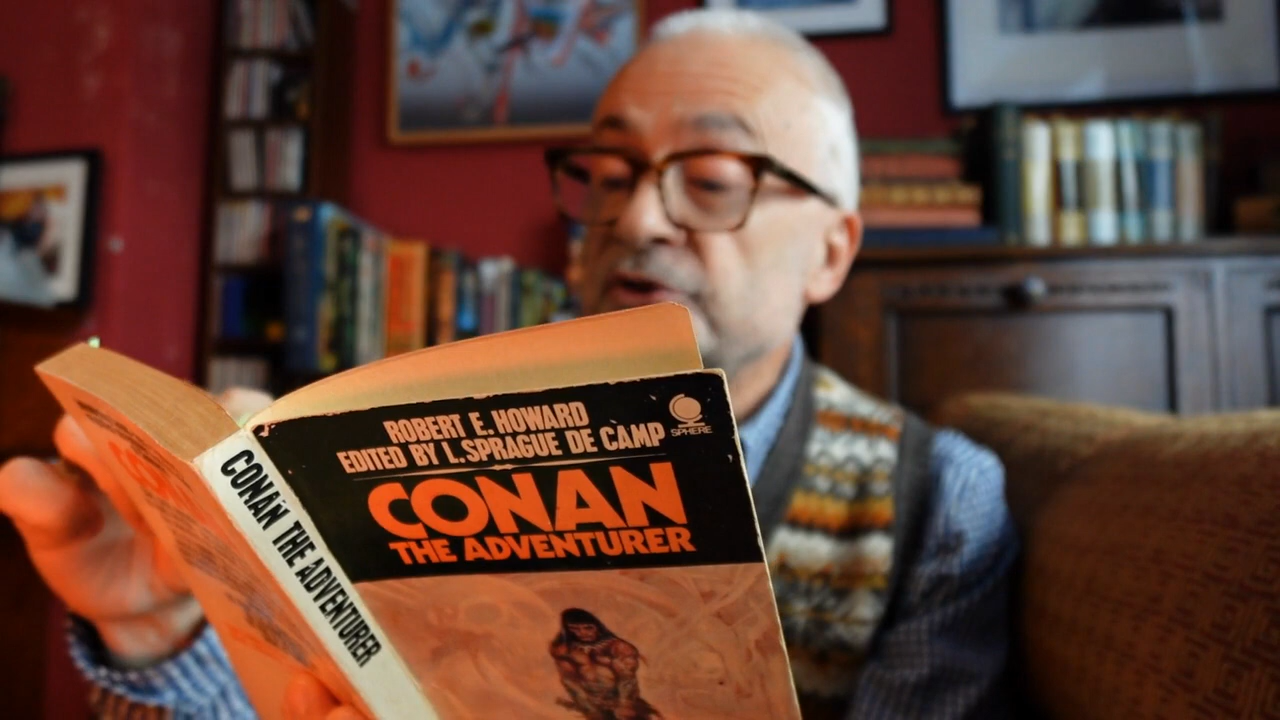 ROBERT E. HOWARD
EDITED BY L. SPRAGUE DE CAMP
SPHERE
CONAN
THE ADVENTURER
CONAN THE ADVENTURER